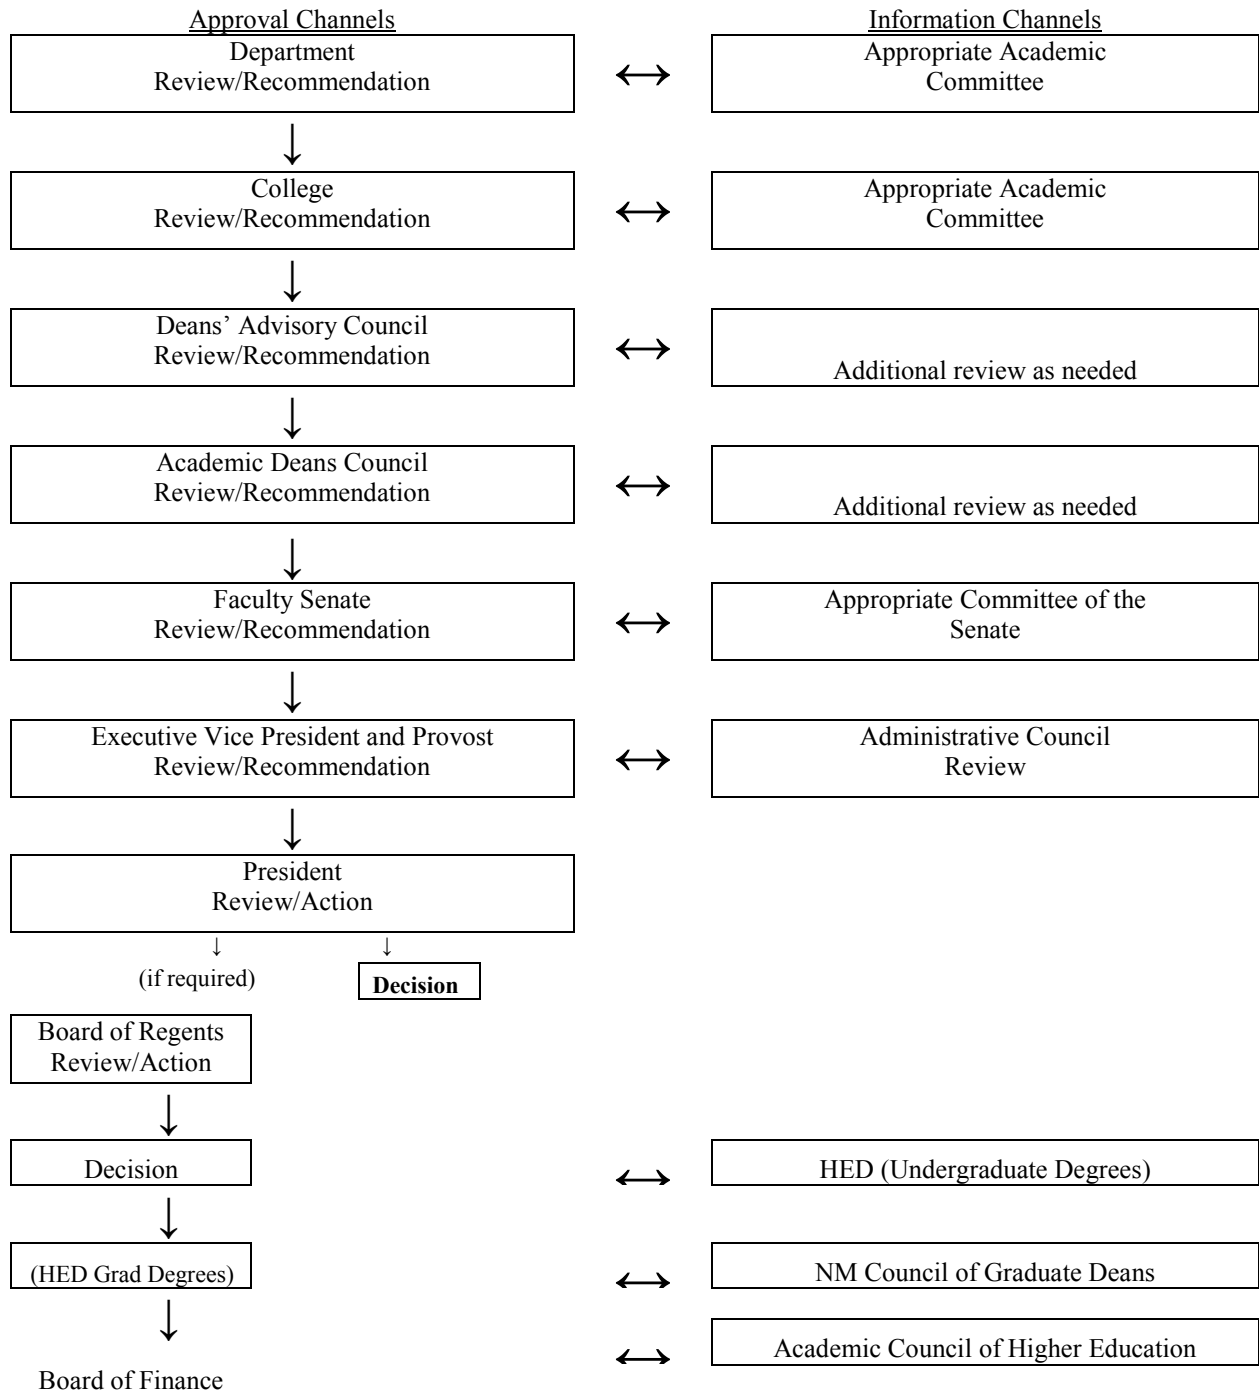 Approval Channels
Information Channels
Department
Review/Recommendation
Appropriate Academic
Committee
College
Review/Recommendation
Appropriate Academic
Committee
Deans’ Advisory Council
Review/Recommendation
Additional review as needed
Academic Deans Council
Review/Recommendation
Additional review as needed
Faculty Senate
Review/Recommendation
Appropriate Committee of the
Senate
Executive Vice President and Provost
Review/Recommendation
Administrative Council
Review
President
Review/Action
(if required)
Decision
Board of Regents
Review/Action
Decision
HED (Undergraduate Degrees)
(HED Grad Degrees)
NM Council of Graduate Deans
Academic Council of Higher Education
Board of Finance